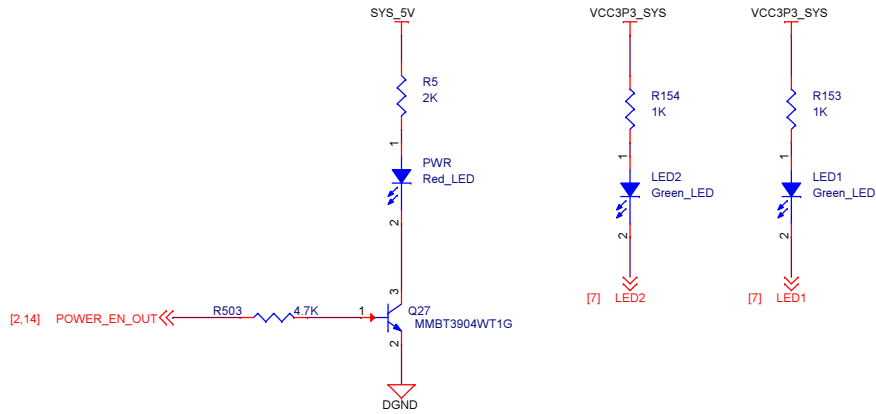 SYS_5V
VCC3P3_SYS
VCC3P3_SYS
R5
2K
R154
1K
R153
1K
1
PWR
Red_LED
2
1
LED2
Green_LED
2
1
LED1
Green_LED
2
[7] LED2
[7] LED1
[2,14] POWER_EN_OUT
R503 4.7K
1
3
Q27
MMBT3904WT1G
2
DGND